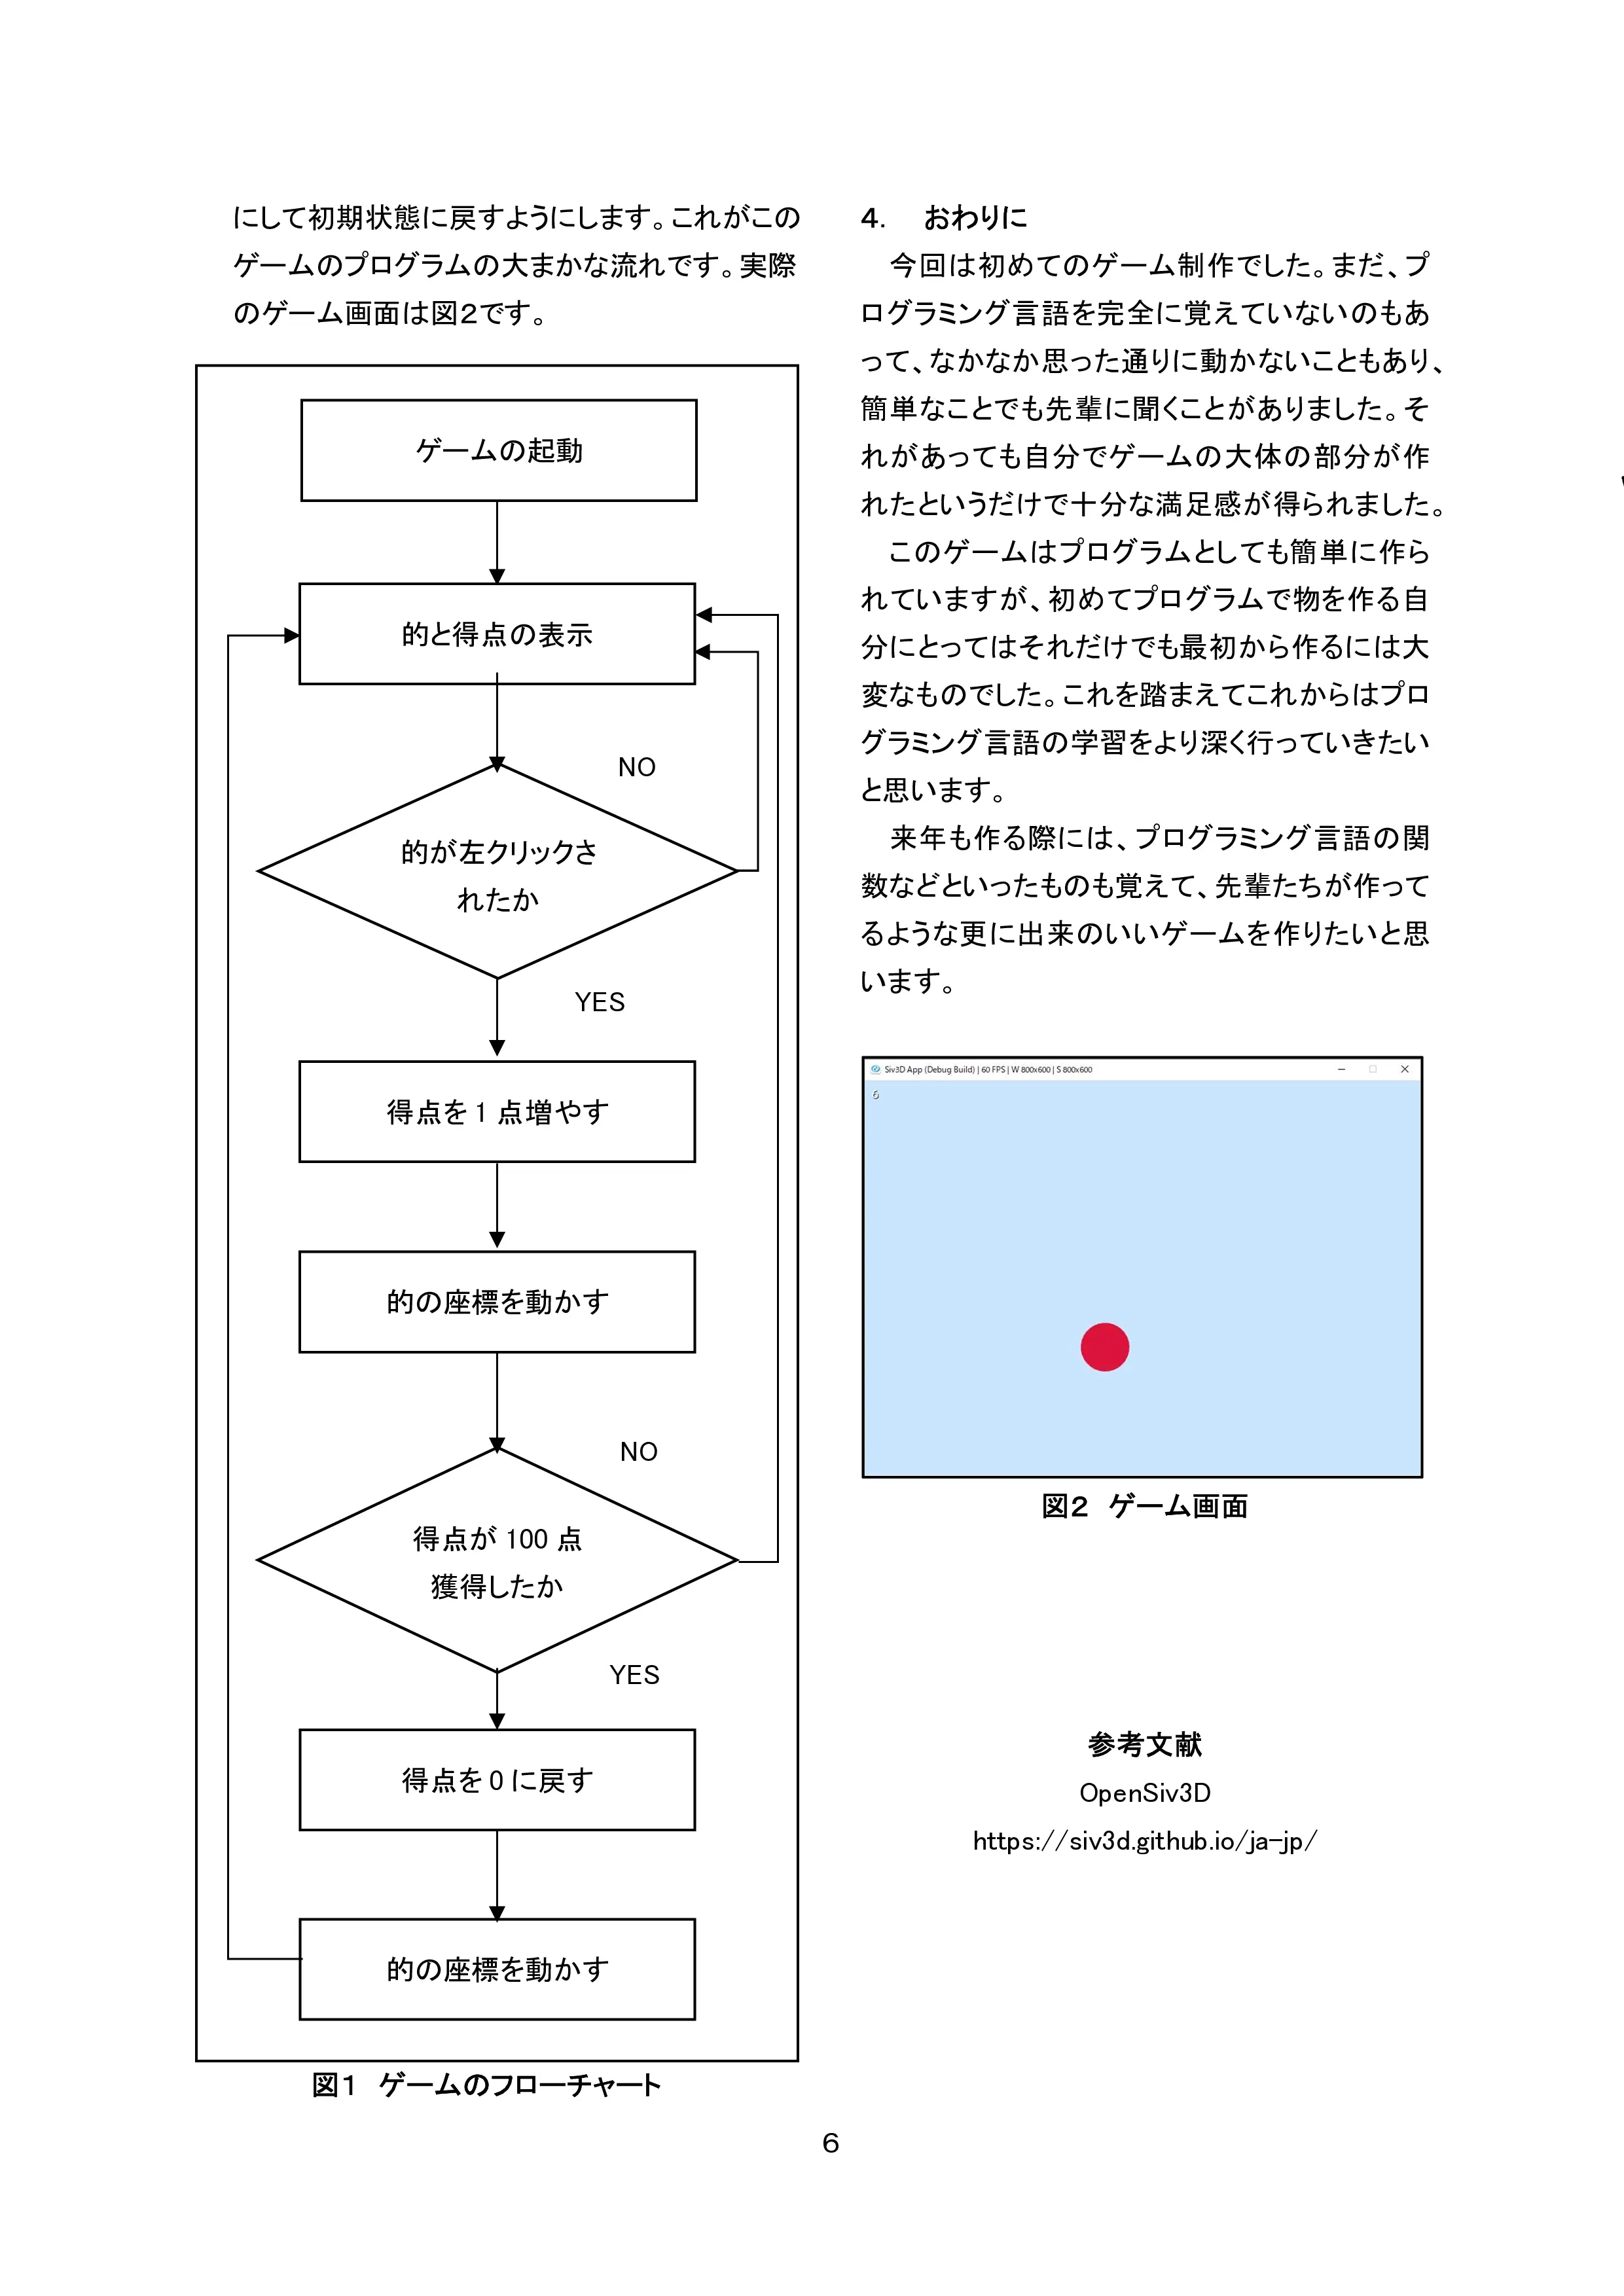 にして初期状態に戻すようにします。これがこの
ゲームのプログラムの大まかな流れです。実際
のゲーム画面は図2です。
ゲームの起動
的と得点の表示
NO
的が左クリックさ
れたか
YES
得点を1点増やす
的の座標を動かす
NO
得点が 100 点
獲得したか
YES
得点を0に戻す
的の座標を動かす
図1 ゲームのフローチャート
4. おわりに
今回は初めてのゲーム制作でした。まだ、プ
ログラミング言語を完全に覚えていないのもあ
って、なかなか思った通りに動かないこともあり、
簡単なことでも先輩に聞くことがありました。そ
れがあっても自分でゲームの大体の部分が作
れたというだけで十分な満足感が得られました。
このゲームはプログラムとしても簡単に作ら
れていますが、初めてプログラムで物を作る自
分にとってはそれだけでも最初から作るには大
変なものでした。これを踏まえてこれからはプロ
グラミング言語の学習をより深く行っていきたい
と思います。
来年も作る際には、プログラミング言語の関
数などといったものも覚えて、先輩たちが作って
るような更に出来のいいゲームを作りたいと思
います。
Siv3D App (Debug Build) | 60 FPS | W 800x600 | S 800x600
6
図2 ゲーム画面
参考文献
OpenSiv3D
https://siv3d.github.io/ja-jp/
6